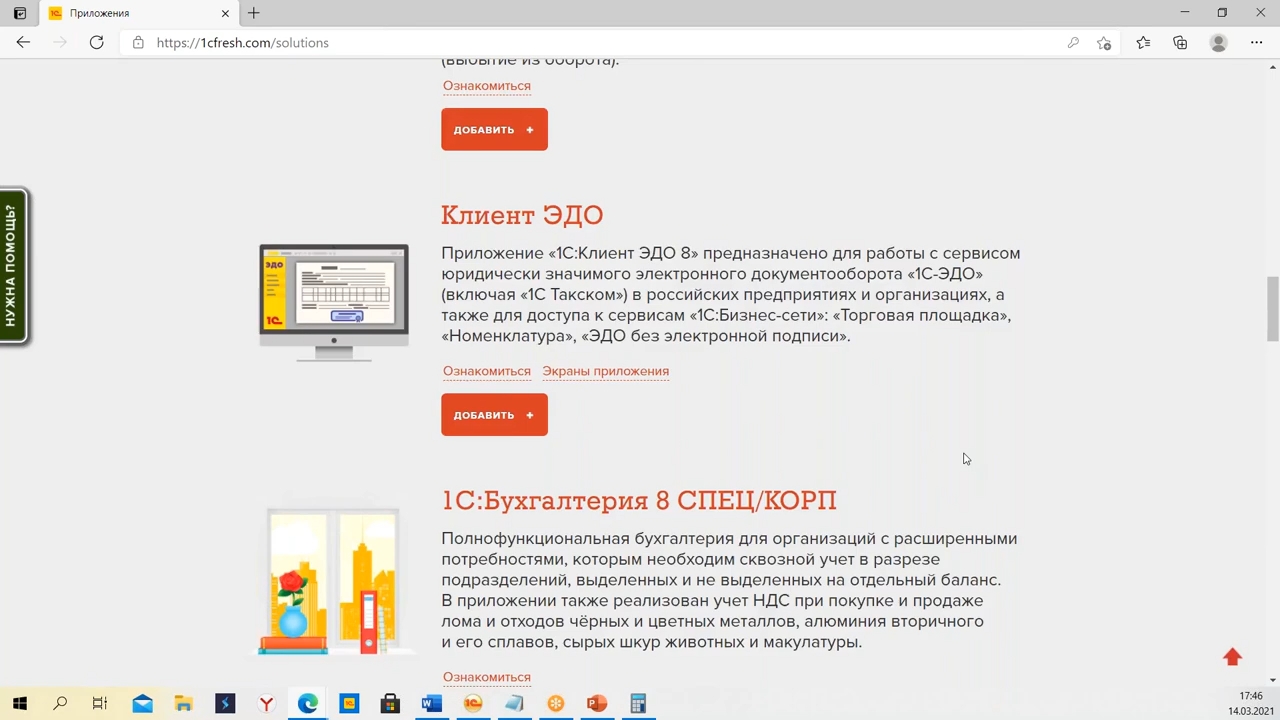 Приложения
https://1cfresh.com/solutions
(выбытие из оборота).
Ознакомиться
ДОБАВИТЬ +
НУЖНА ПОМОЩЬ?
Клиент ЭДО
ЭДО
1С
Приложение «1С:Клиент ЭДО 8» предназначено для работы с сервисом
юридически значимого электронного документооборота «1С-ЭДО»
(включая «1С Такском») в российских предприятиях и организациях, а
также для доступа к сервисам «1С:Бизнес-сети»: «Торговая площадка»,
«Номенклатура», «ЭДО без электронной подписи».
Ознакомиться Экраны приложения
ДОБАВИТЬ +
1С:Бухгалтерия 8 СПЕЦ/КОРП
Полнофункциональная бухгалтерия для организаций с расширенными
потребностями, которым необходим сквозной учет в разрезе
подразделений, выделенных и не выделенных на отдельный баланс.
В приложении также реализован учет НДС при покупке и продаже
лома и отходов чёрных и цветных металлов, алюминия вторичного
и его сплавов, сырых шкур животных и макулатуры.
Ознакомиться
17:46
14.03.2021